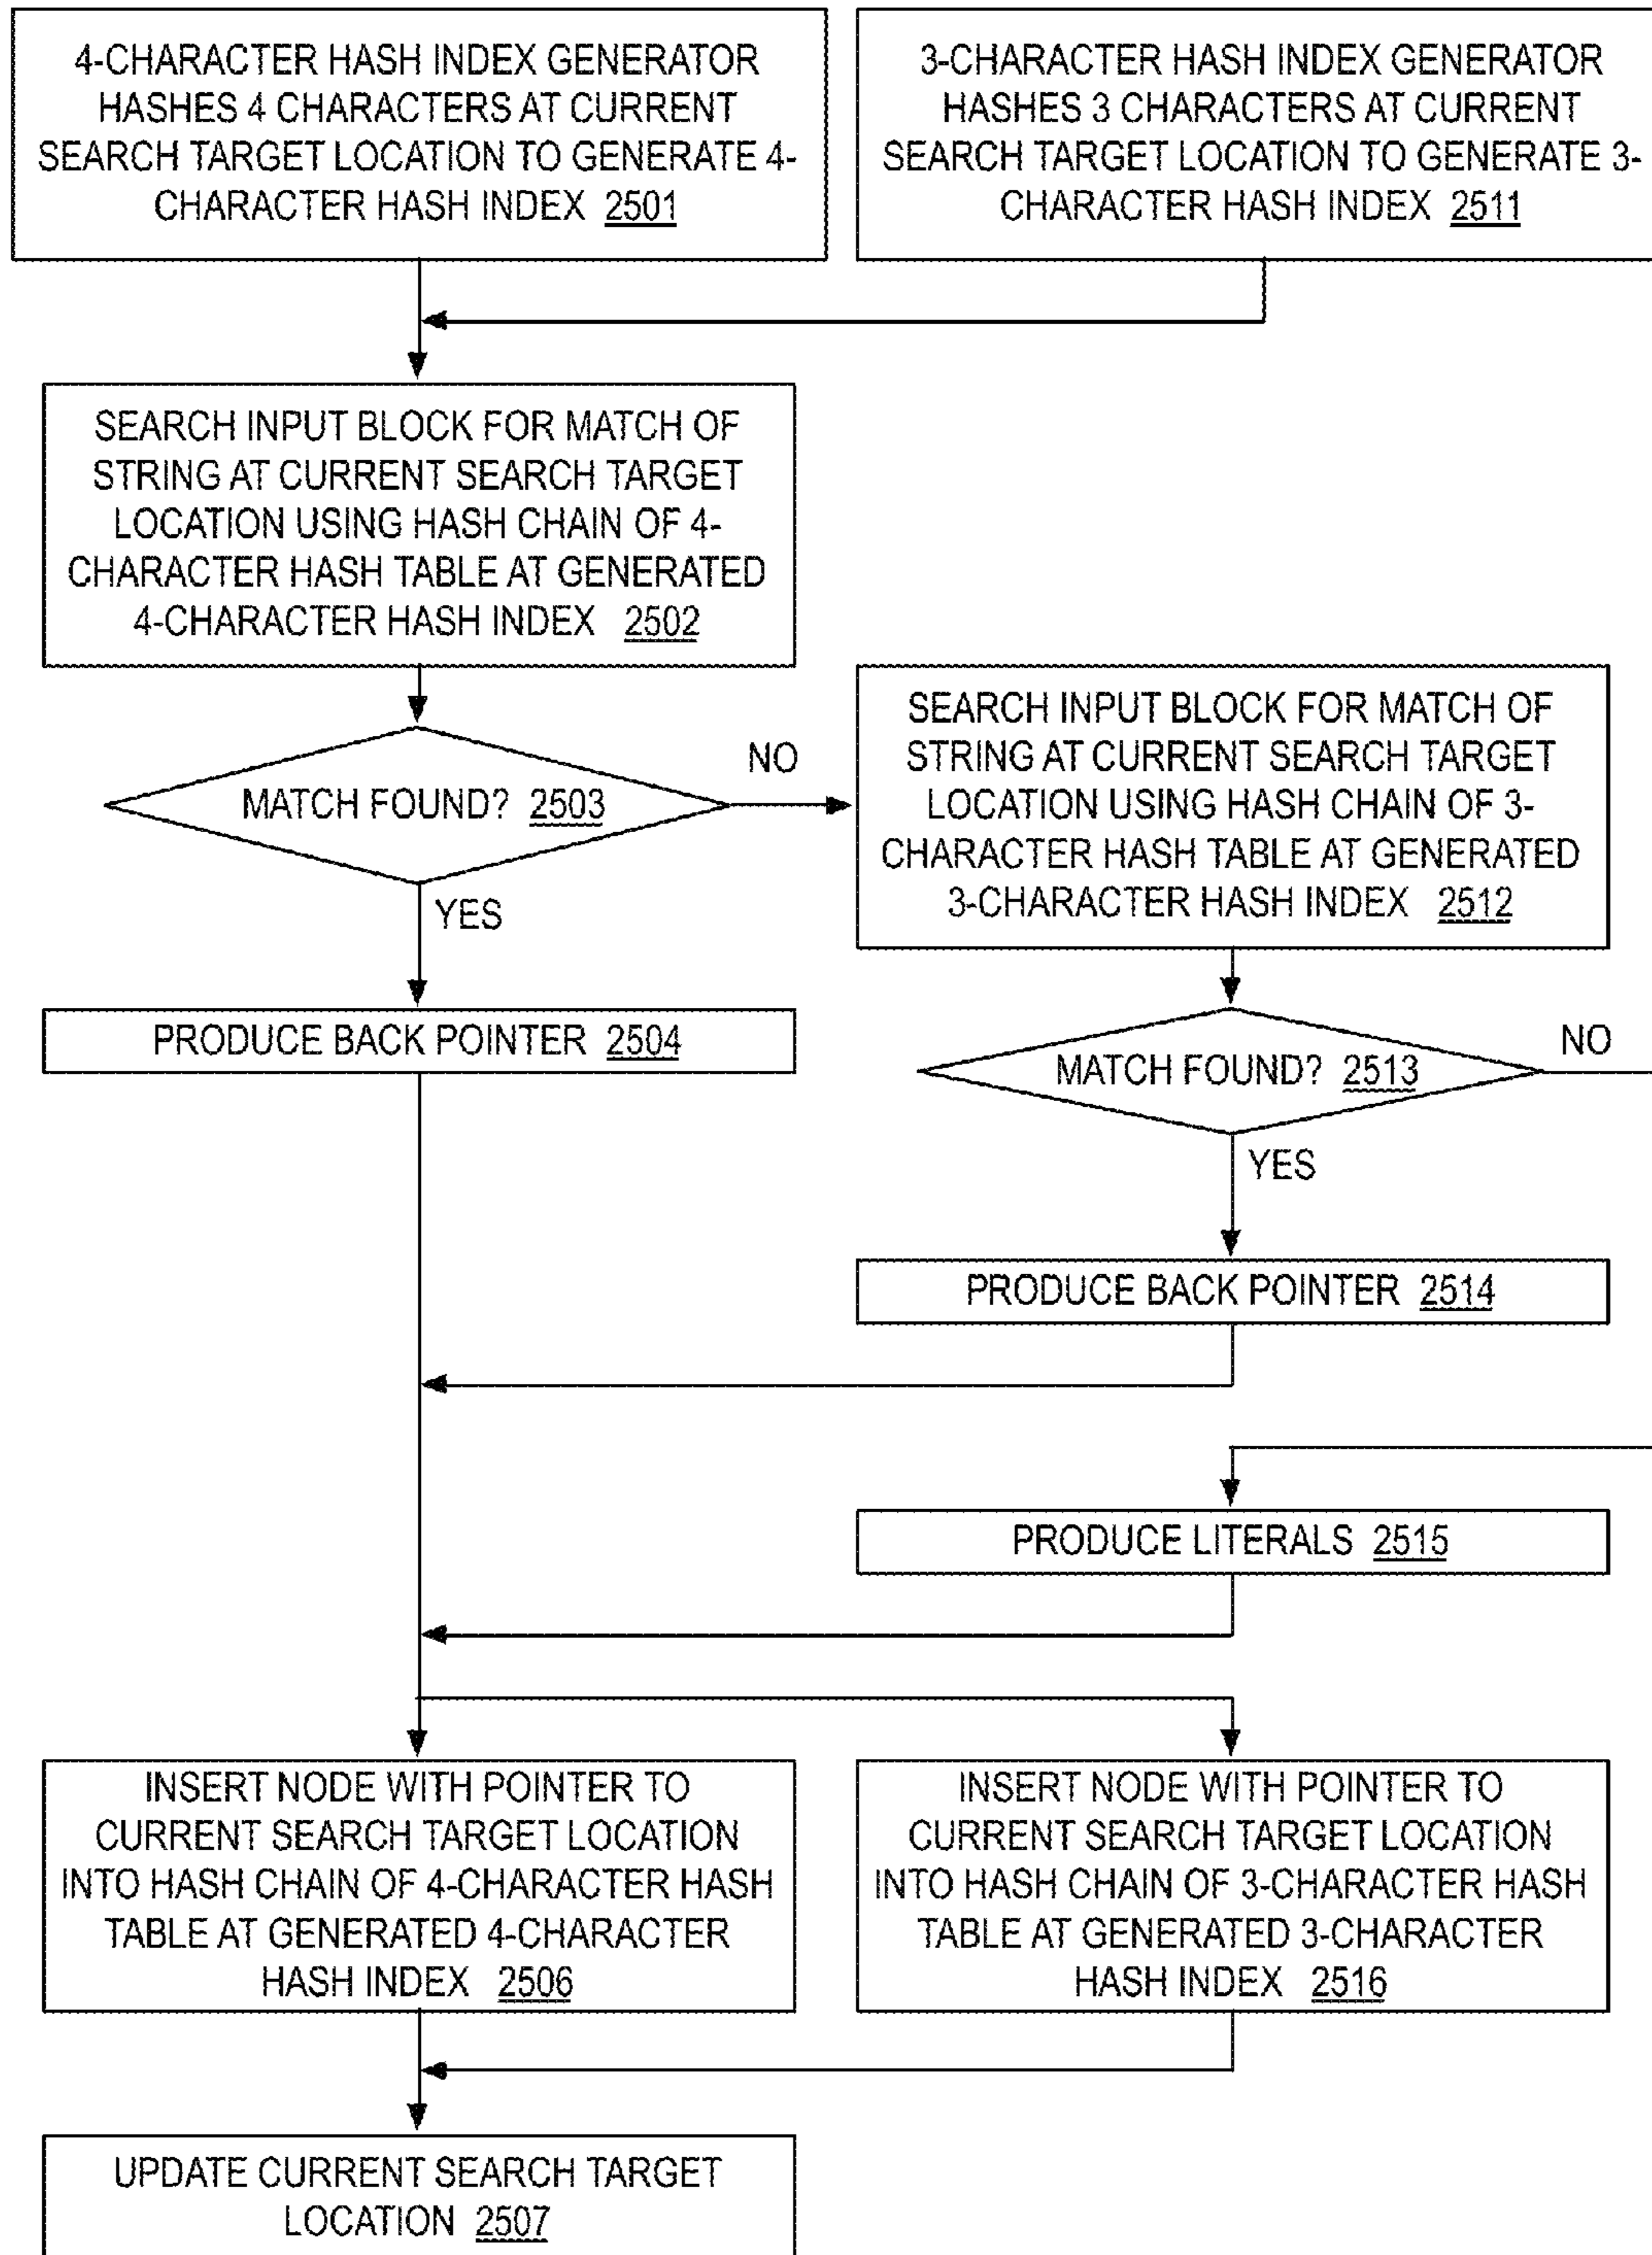 4-CHARACTER HASH INDEX GENERATOR
HASHES 4 CHARACTERS AT CURRENT
SEARCH TARGET LOCATION TO GENERATE 4-
CHARACTER HASH INDEX 2501
3-CHARACTER HASH INDEX GENERATOR
HASHES 3 CHARACTERS AT CURRENT
SEARCH TARGET LOCATION TO GENERATE 3-
CHARACTER HASH INDEX 2511
SEARCH INPUT BLOCK FOR MATCH OF
STRING AT CURRENT SEARCH TARGET
LOCATION USING HASH CHAIN OF 4-
CHARACTER HASH TABLE AT GENERATED
4-CHARACTER HASH INDEX 2502
MATCH FOUND? 2503
NO
YES
SEARCH INPUT BLOCK FOR MATCH OF
STRING AT CURRENT SEARCH TARGET
LOCATION USING HASH CHAIN OF 3-
CHARACTER HASH TABLE AT GENERATED
3-CHARACTER HASH INDEX 2512
PRODUCE BACK POINTER 2504
MATCH FOUND? 2513
NO
YES
PRODUCE BACK POINTER 2514
PRODUCE LITERALS 2515
INSERT NODE WITH POINTER TO
CURRENT SEARCH TARGET LOCATION
INTO HASH CHAIN OF 4-CHARACTER HASH
TABLE AT GENERATED 4-CHARACTER
HASH INDEX 2506
INSERT NODE WITH POINTER TO
CURRENT SEARCH TARGET LOCATION
INTO HASH CHAIN OF 3-CHARACTER HASH
TABLE AT GENERATED 3-CHARACTER
HASH INDEX 2516
UPDATE CURRENT SEARCH TARGET
LOCATION 2507